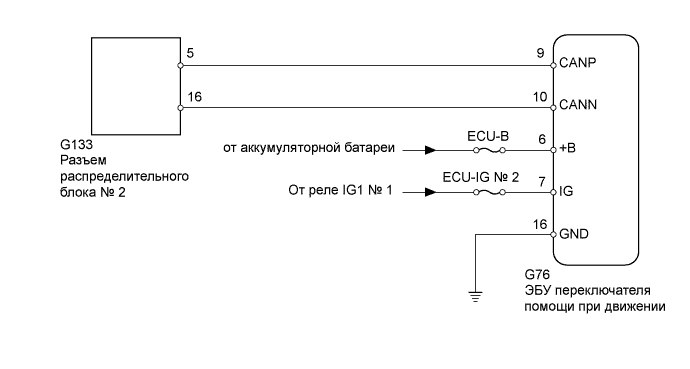 5
9
CANP
16
10
CANN
G133
Разъем
распределительного
блока № 2
от аккумуляторной батареи
ECU-B
6
+B
От реле IG1 № 1
ECU-IG № 2
7
IG
16
GND
G76
ЭБУ переключателя
помощи при движении